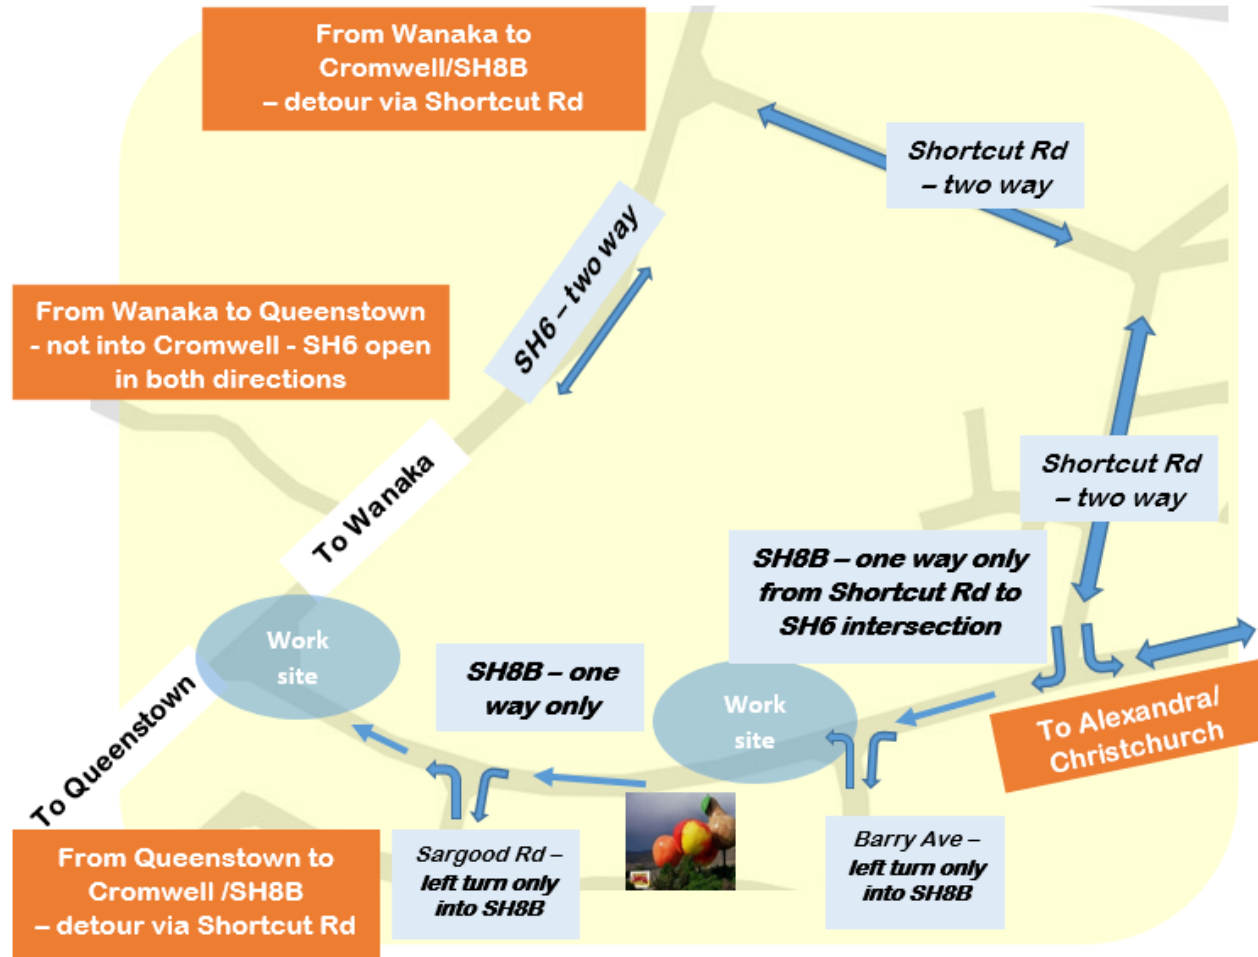 From Wanaka to
Cromwell/SH8B
– detour via Shortcut Rd
Shortcut Rd
– two way
SH6 – two way
From Wanaka to Queenstown
- not into Cromwell - SH6 open
in both directions
To Wanaka
Shortcut Rd
– two way
SH8B – one way only
from Shortcut Rd to
SH6 intersection
Work
site
SH8B – one
way only
Work
site
To Alexandra/
Christchurch
To Queenstown
From Queenstown to
Cromwell /SH8B
– detour via Shortcut Rd
Sargood Rd –
left turn only
into SH8B
Barry Ave –
left turn only
into SH8B